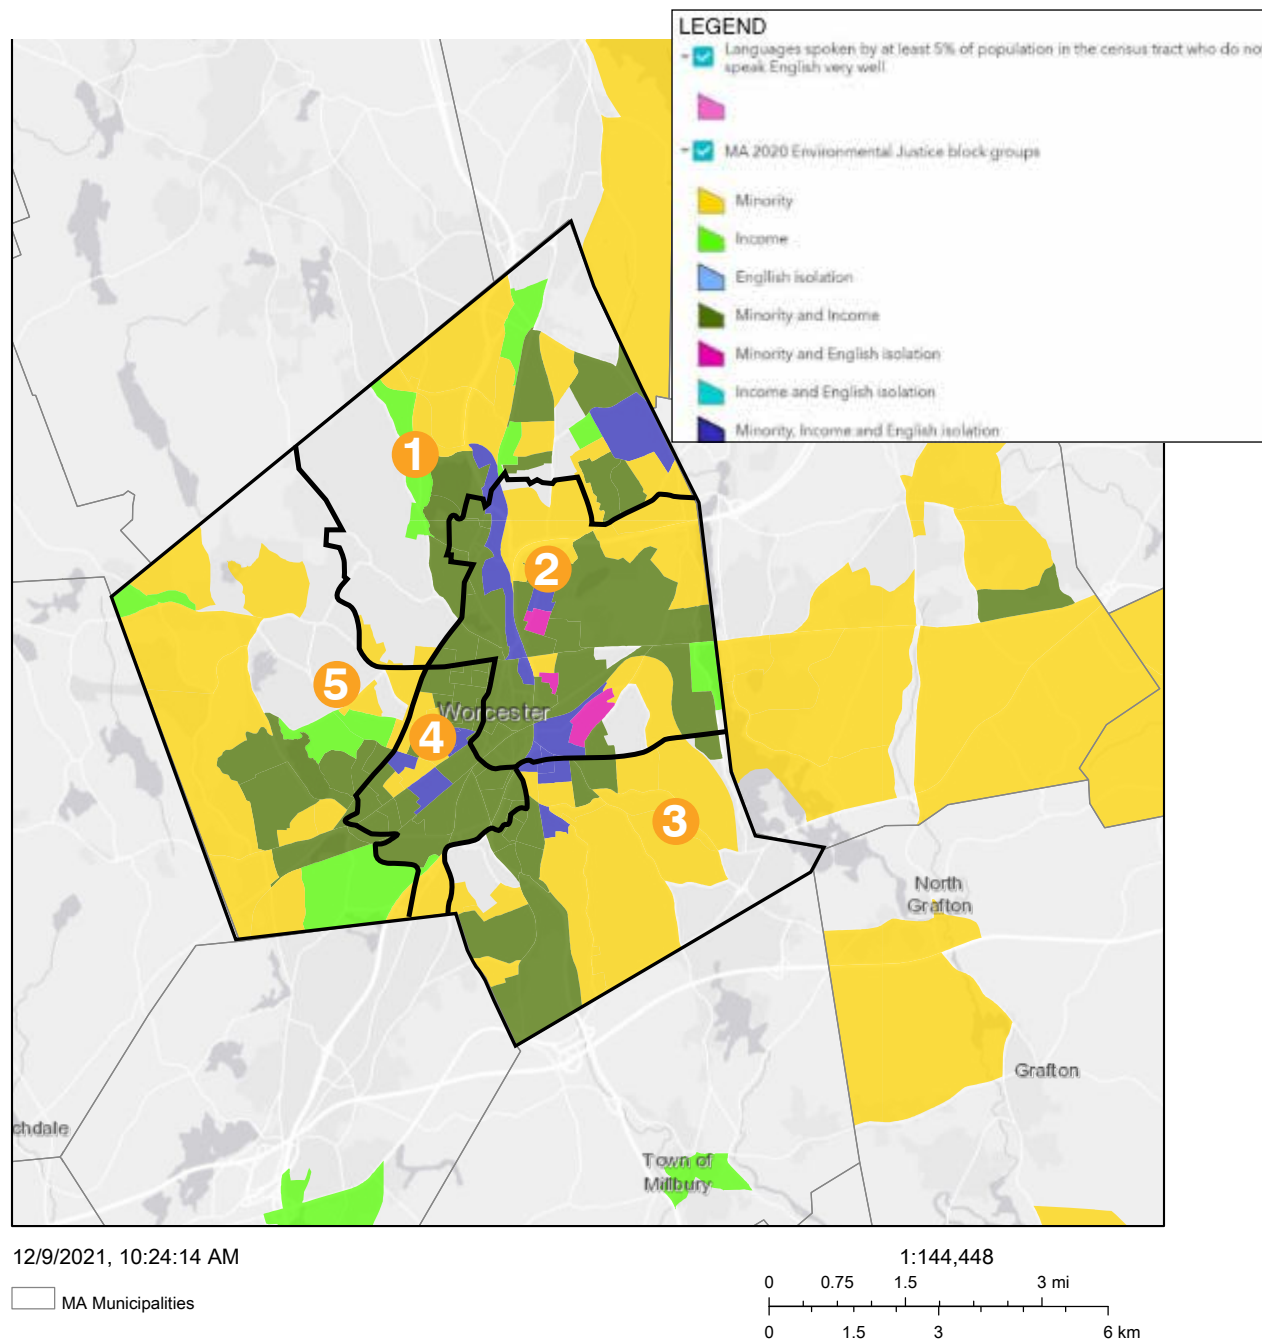 LEGEND
Languages spoken by at least 5% of population in the census tract who do not
speak English very well
MA 2020 Environmental Justice block groups
Minority
Income
Engllish isolation
Minority and Income
Minority and English isolation
Income and English isolation
Minority, Income and English isolation
1
2
5
Worcester
4
3
North
Grafton
Grafton
chdale
Town of
Millbury
12/9/2021, 10:24:14 AM
1:144,448
MA Municipalities
0 0.75 1.5 3 mi
0 1.5 3 6 km